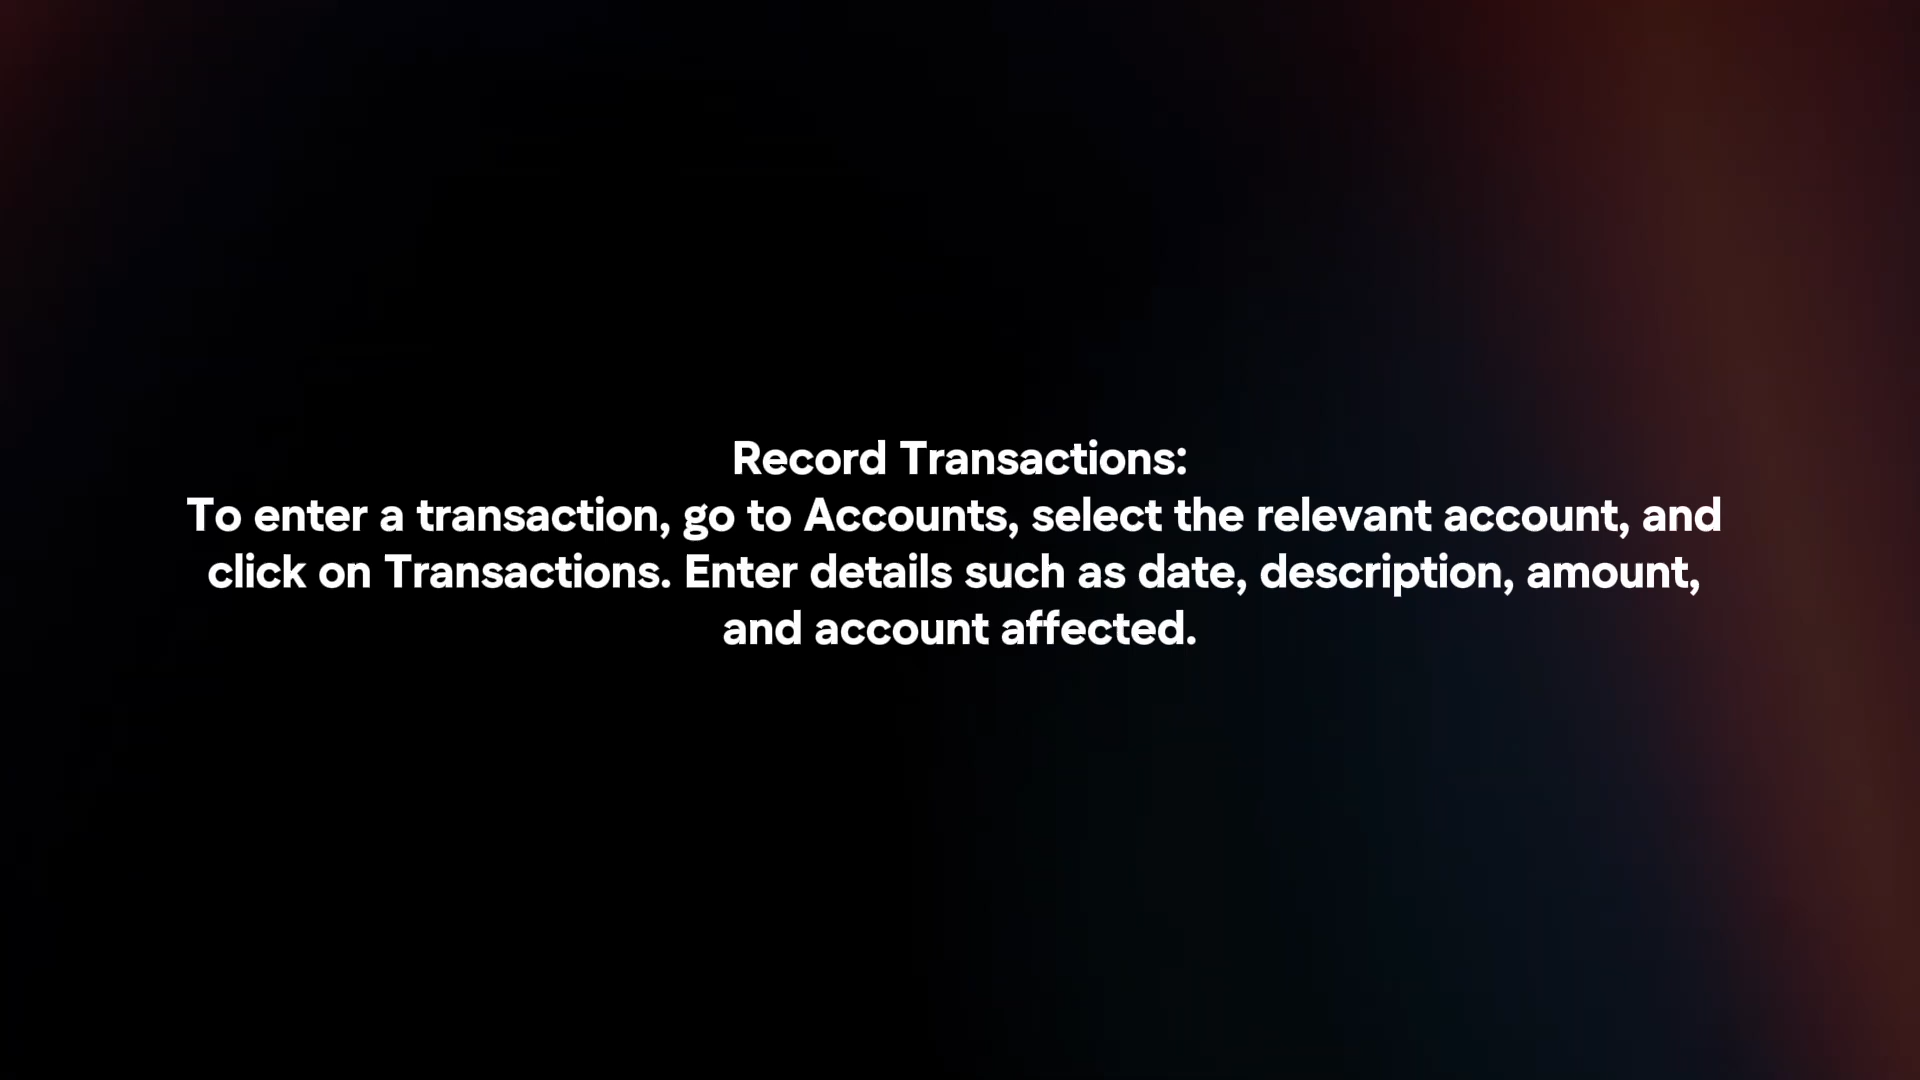 Record Transactions:
To enter a transaction, go to Accounts, select the relevant account, and
click on Transactions. Enter details such as date, description, amount,
and account affected.